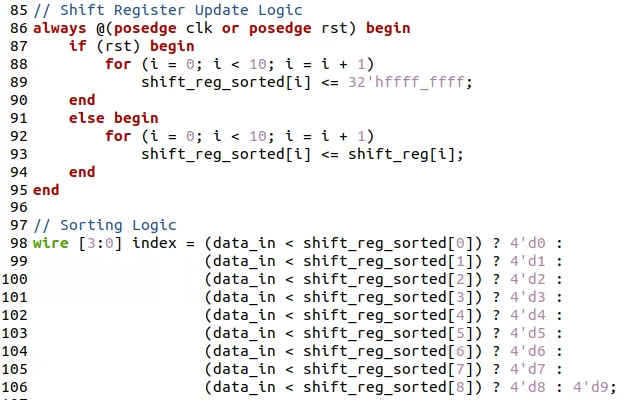 85 // Shift Register Update Logic
86 always @(posedge clk or posedge rst) begin
87     if (rst) begin
88         for (i = 0; i < 10; i = i + 1)
89             shift_reg_sorted[i] <= 32'hffff_ffff;
90     end
91     else begin
92         for (i = 0; i < 10; i = i + 1)
93             shift_reg_sorted[i] <= shift_reg[i];
94     end
95 end
96
97 // Sorting Logic
98 wire [3:0] index = (data_in < shift_reg_sorted[0]) ? 4'd0 :
99                    (data_in < shift_reg_sorted[1]) ? 4'd1 :
100                    (data_in < shift_reg_sorted[2]) ? 4'd2 :
101                    (data_in < shift_reg_sorted[3]) ? 4'd3 :
102                    (data_in < shift_reg_sorted[4]) ? 4'd4 :
103                    (data_in < shift_reg_sorted[5]) ? 4'd5 :
104                    (data_in < shift_reg_sorted[6]) ? 4'd6 :
105                    (data_in < shift_reg_sorted[7]) ? 4'd7 :
106                    (data_in < shift_reg_sorted[8]) ? 4'd8 : 4'd9;